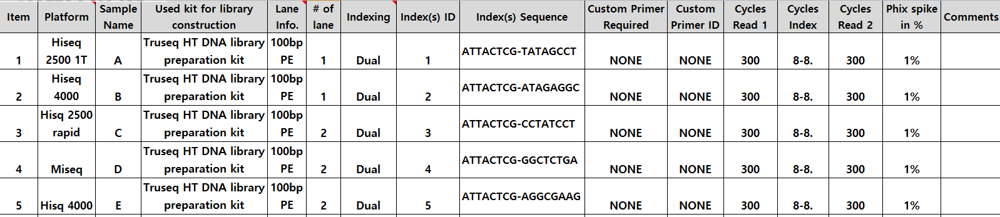 Item Platform Sample Name Used kit for library construction Lane Info. # of lane Indexing Index(s) ID Index(s) Sequence Custom Primer Required Custom Primer ID Cycles Read 1 Cycles Index Cycles Read 2 Phix spike in % Comments
1 Hiseq 2500 1T A Truseq HT DNA library preparation kit 100bp PE 1 Dual 1 ATTACTCG-TATAGCCT NONE NONE 300 8-8. 300 1%
2 Hiseq 4000 B Truseq HT DNA library preparation kit 100bp PE 1 Dual 2 ATTACTCG-ATAGAGGC NONE NONE 300 8-8. 300 1%
3 Hisq 2500 rapid C Truseq HT DNA library preparation kit 100bp PE 2 Dual 3 ATTACTCG-CCTATCCT NONE NONE 300 8-8. 300 1%
4 Miseq D Truseq HT DNA library preparation kit 100bp PE 2 Dual 4 ATTACTCG-GGCTCTGA NONE NONE 300 8-8. 300 1%
5 Hisq 4000 E Truseq HT DNA library preparation kit 100bp PE 2 Dual 5 ATTACTCG-AGGCGAAG NONE NONE 300 8-8. 300 1%